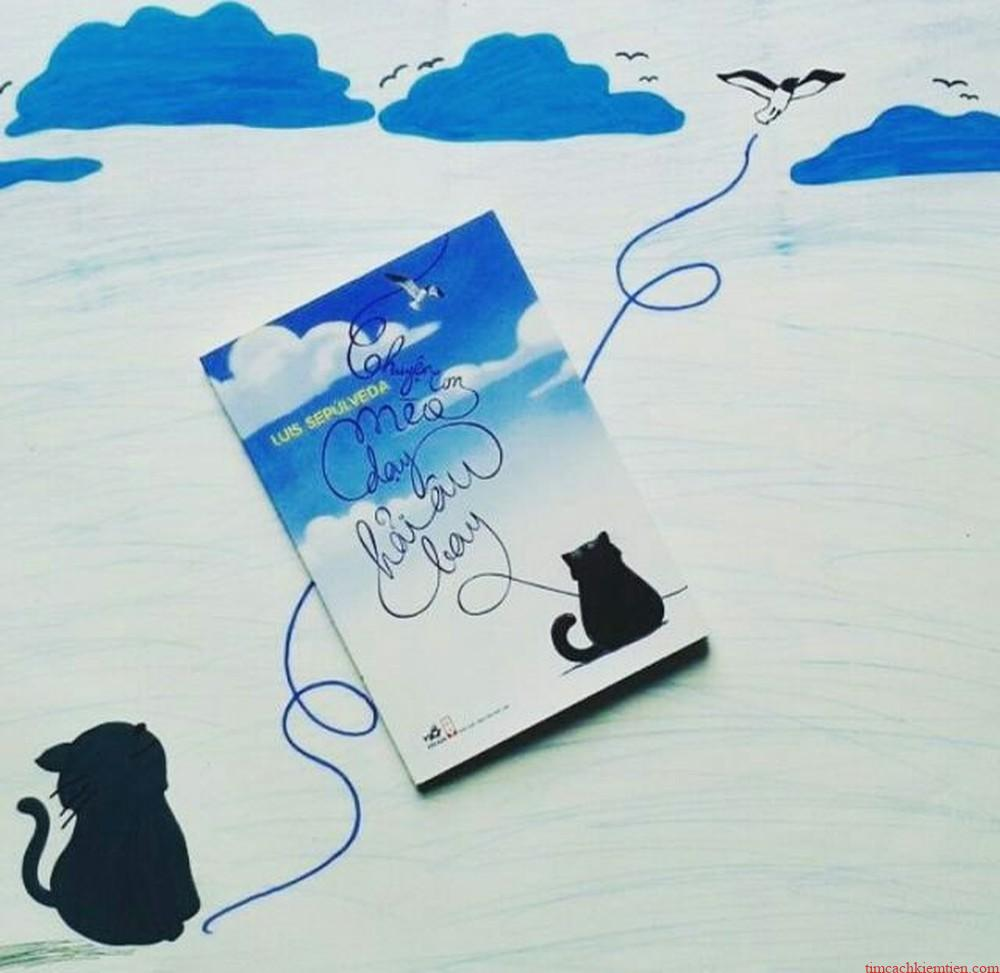 Chuyện con
LUIS SEPÚLVEDA
mèo
dạy
hải âu
bay
timcachkiemtien.com